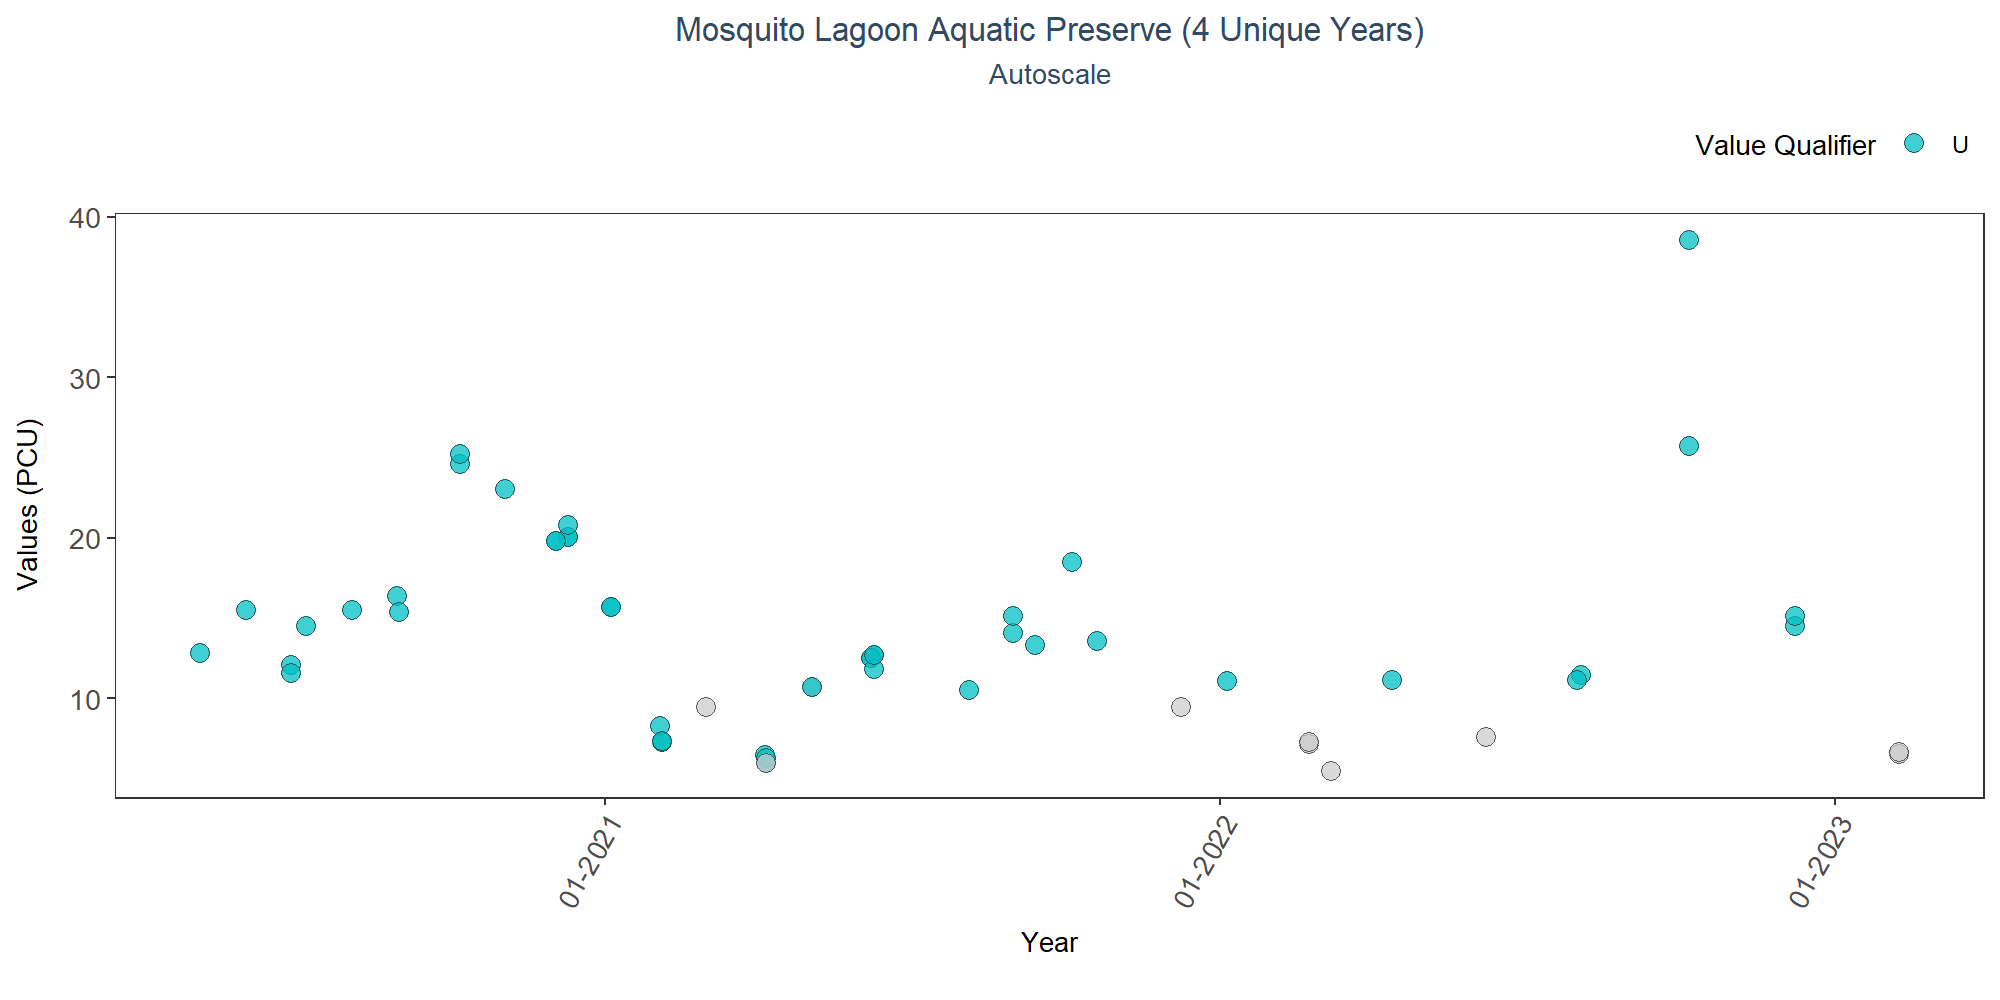 Mosquito Lagoon Aquatic Preserve (4 Unique Years)
Autoscale
Value Qualifier U
40
30
20
10
Values (PCU)
01-2021
01-2022
01-2023
Year